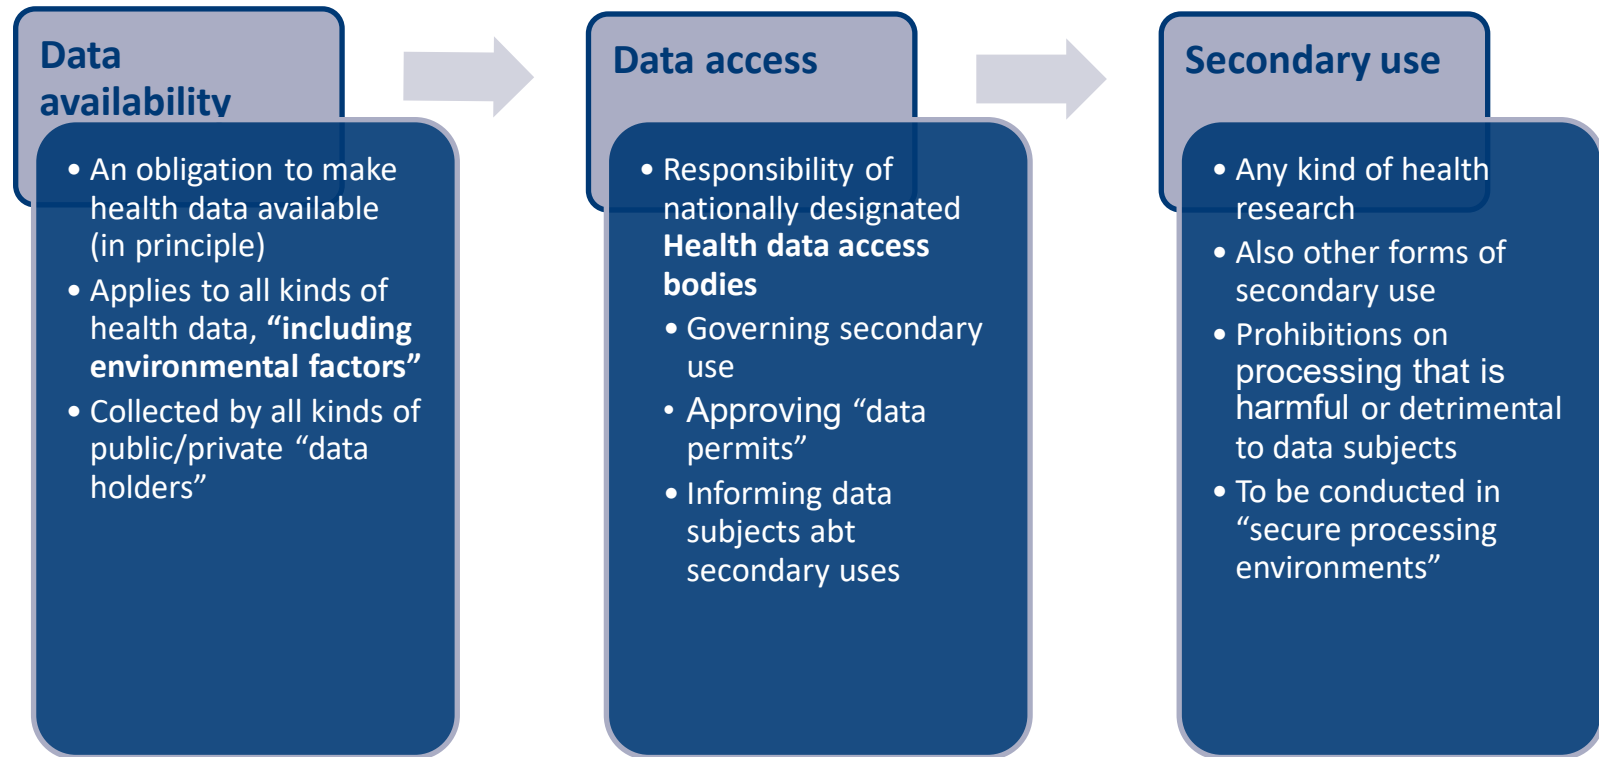 Data
availability
• An obligation to make
health data available
(in principle)
• Applies to all kinds of
health data, “including
environmental factors”
• Collected by all kinds of
public/private “data
holders”
Data access
• Responsibility of
nationally designated
Health data access
bodies
• Governing secondary
use
• Approving “data
permits”
• Informing data
subjects abt
secondary uses
Secondary use
• Any kind of health
research
• Also other forms of
secondary use
• Prohibitions on
processing that is
harmful or detrimental
to data subjects
• To be conducted in
“secure processing
environments”